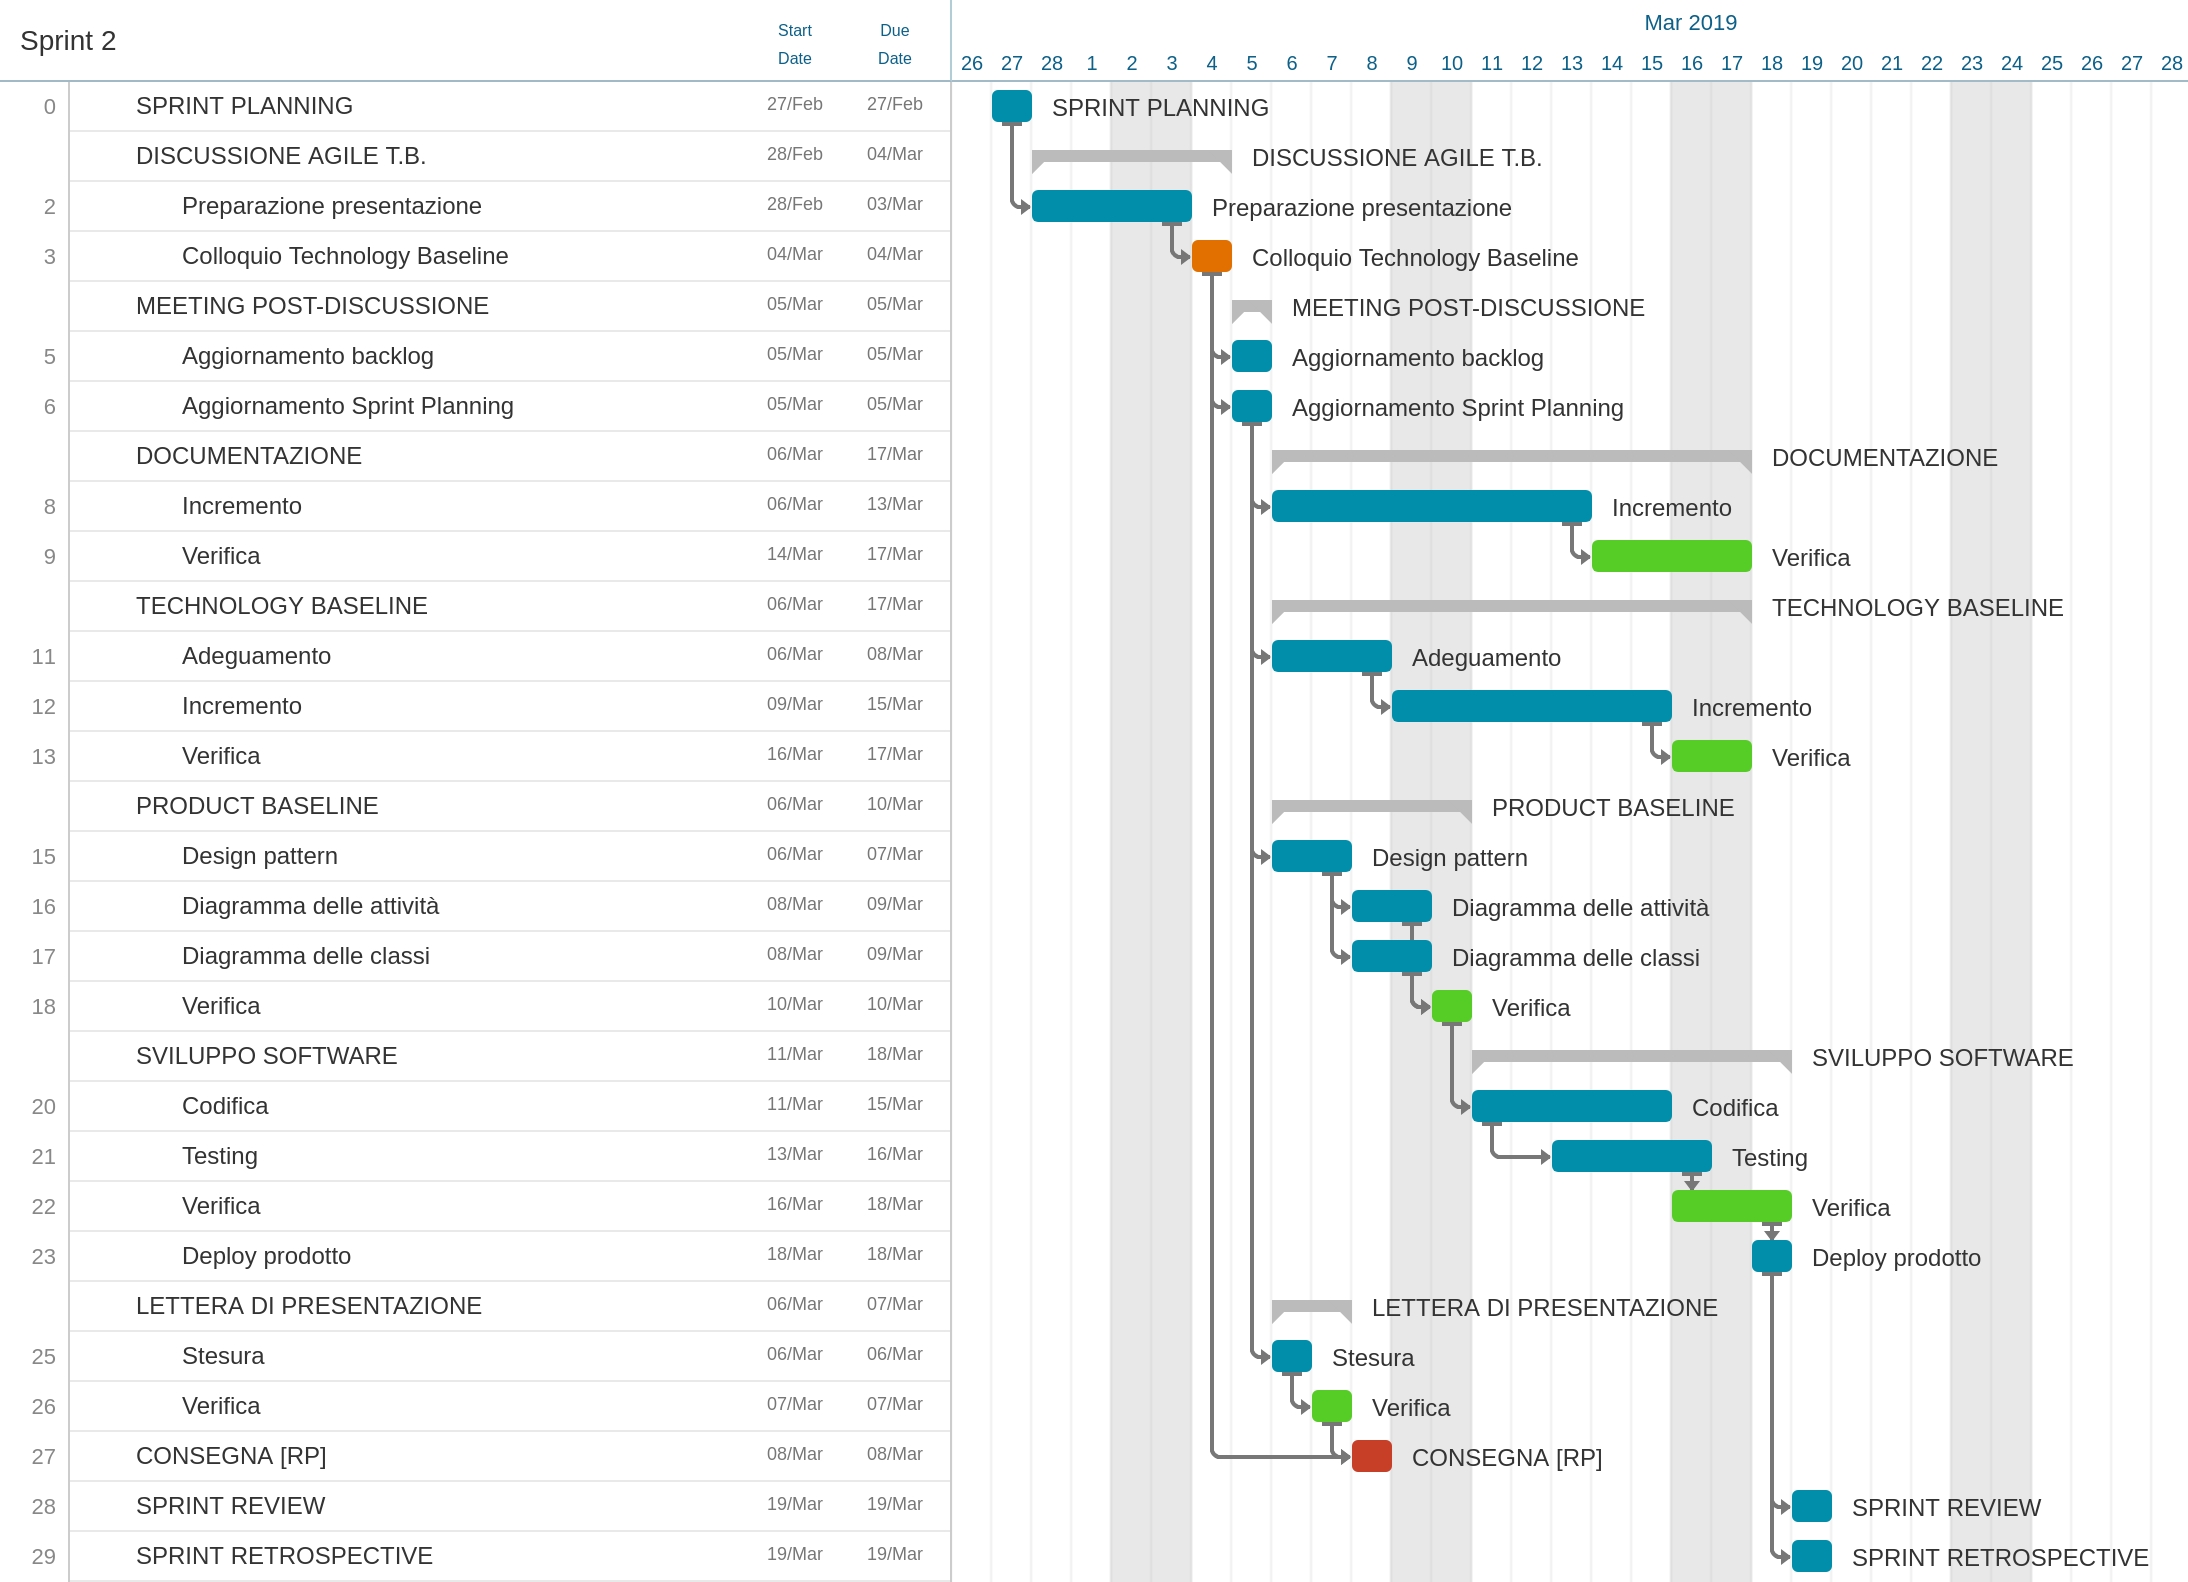 Sprint 2
Start Date
Due Date
Mar 2019
26 27 28 1 2 3 4 5 6 7 8 9 10 11 12 13 14 15 16 17 18 19 20 21 22 23 24 25 26 27 28
0 SPRINT PLANNING 27/Feb 27/Feb SPRINT PLANNING
DISCUSSIONE AGILE T.B. 28/Feb 04/Mar DISCUSSIONE AGILE T.B.
2 Preparazione presentazione 28/Feb 03/Mar Preparazione presentazione
3 Colloquio Technology Baseline 04/Mar 04/Mar Colloquio Technology Baseline
MEETING POST-DISCUSSIONE 05/Mar 05/Mar MEETING POST-DISCUSSIONE
5 Aggiornamento backlog 05/Mar 05/Mar Aggiornamento backlog
6 Aggiornamento Sprint Planning 05/Mar 05/Mar Aggiornamento Sprint Planning
DOCUMENTAZIONE 06/Mar 17/Mar DOCUMENTAZIONE
8 Incremento 06/Mar 13/Mar Incremento
9 Verifica 14/Mar 17/Mar Verifica
TECHNOLOGY BASELINE 06/Mar 17/Mar TECHNOLOGY BASELINE
11 Adeguamento 06/Mar 08/Mar Adeguamento
12 Incremento 09/Mar 15/Mar Incremento
13 Verifica 16/Mar 17/Mar Verifica
PRODUCT BASELINE 06/Mar 10/Mar PRODUCT BASELINE
15 Design pattern 06/Mar 07/Mar Design pattern
16 Diagramma delle attività 08/Mar 09/Mar Diagramma delle attività
17 Diagramma delle classi 08/Mar 09/Mar Diagramma delle classi
18 Verifica 10/Mar 10/Mar Verifica
SVILUPPO SOFTWARE 11/Mar 18/Mar SVILUPPO SOFTWARE
20 Codifica 11/Mar 15/Mar Codifica
21 Testing 13/Mar 16/Mar Testing
22 Verifica 16/Mar 18/Mar Verifica
23 Deploy prodotto 18/Mar 18/Mar Deploy prodotto
LETTERA DI PRESENTAZIONE 06/Mar 07/Mar LETTERA DI PRESENTAZIONE
25 Stesura 06/Mar 06/Mar Stesura
26 Verifica 07/Mar 07/Mar Verifica
27 CONSEGNA [RP] 08/Mar 08/Mar CONSEGNA [RP]
28 SPRINT REVIEW 19/Mar 19/Mar SPRINT REVIEW
29 SPRINT RETROSPECTIVE 19/Mar 19/Mar SPRINT RETROSPECTIVE